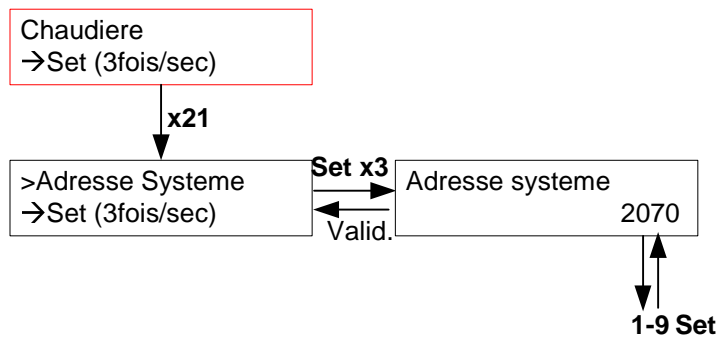 Chaudiere
→Set (3fois/sec)
x21
>Adresse Systeme
→Set (3fois/sec)
Set x3
Valid.
Adresse systeme
2070
1-9 Set